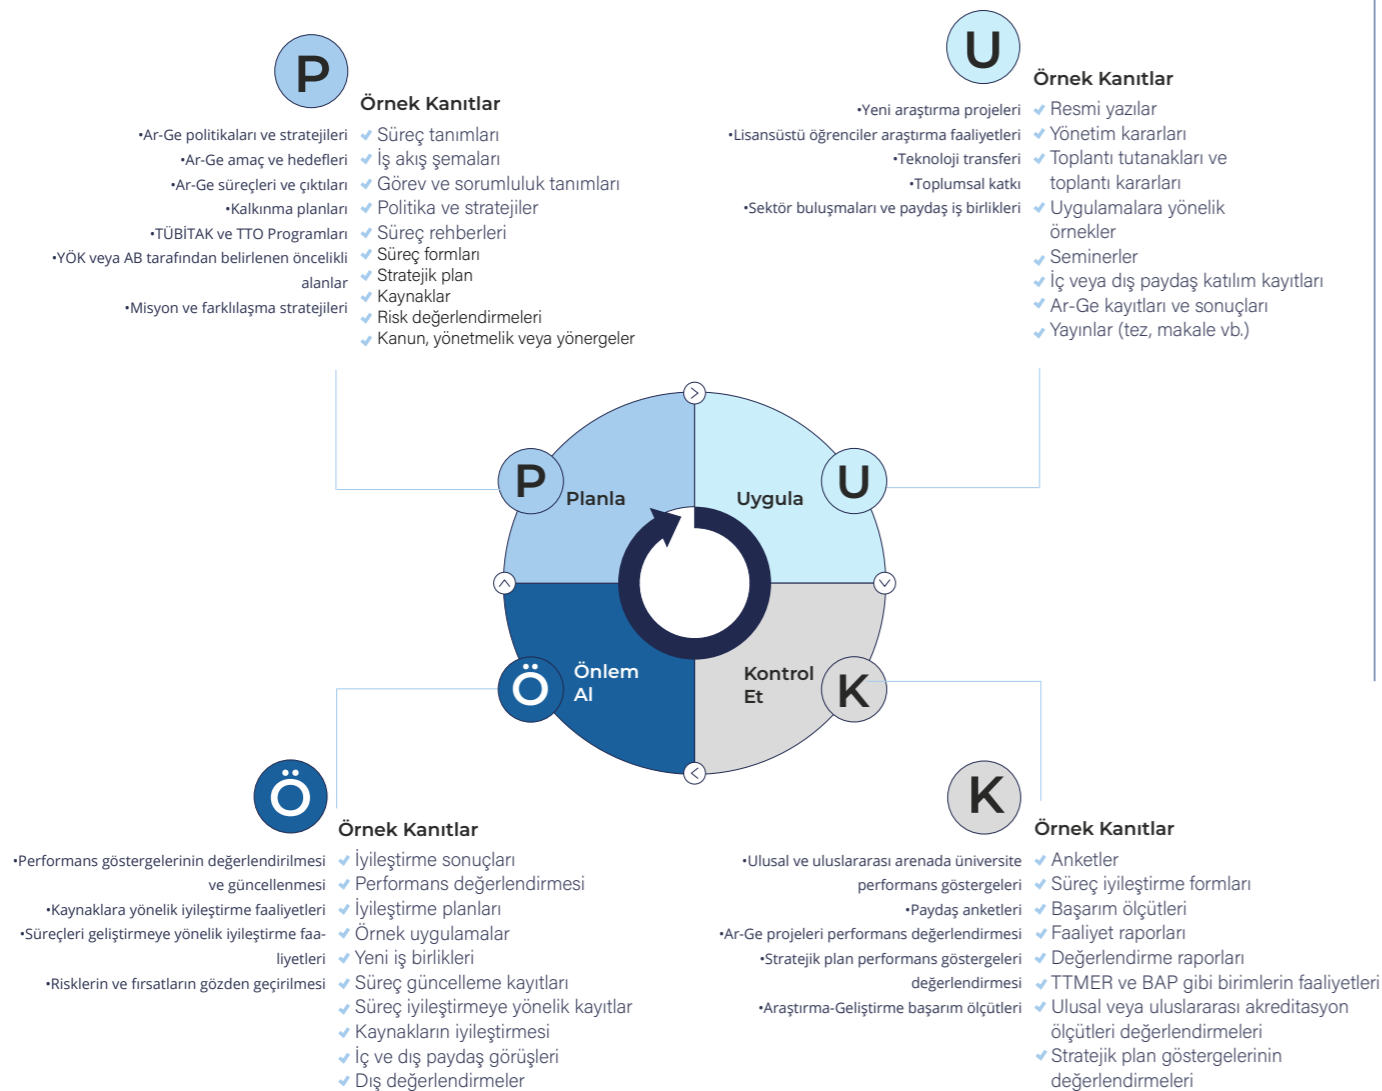 P
Örnek Kanıtlar
•Ar-Ge politikaları ve stratejileri
•Ar-Ge amaç ve hedefleri
•Ar-Ge süreçleri ve çıktıları
•Kalkınma planları
•TÜBİTAK ve TTO Programları
•YÖK veya AB tarafından belirlenen öncelikli
alanlar
•Misyon ve farklılaşma stratejileri
Süreç tanımları
İş akış şemaları
Görev ve sorumluluk tanımları
Politika ve stratejiler
Süreç rehberleri
Süreç formları
Stratejik plan
Kaynaklar
Risk değerlendirmeleri
Kanun, yönetmelik veya yönergeler
U
Örnek Kanıtlar
•Yeni araştırma projeleri
•Lisansüstü öğrenciler araştırma faaliyetleri
•Teknoloji transferi
•Toplumsal katkı
•Sektör buluşmaları ve paydaş iş birlikleri
Resmi yazılar
Yönetim kararları
Toplantı tutanakları ve
toplantı kararları
Uygulamalara yönelik
örnekler
Seminerler
İç veya dış paydaş katılım kayıtları
Ar-Ge kayıtları ve sonuçları
Yayınlar (tez, makale vb.)
P
Planla
Uygula
U
Ö
Önlem
Al
Kontrol
Et
K
Ö
Örnek Kanıtlar
•Performans göstergelerinin değerlendirilmesi
ve güncellenmesi
•Kaynaklara yönelik iyileştirme faaliyetleri
•Süreçleri geliştirmeye yönelik iyileştirme faa-
liyetleri
•Risklerin ve fırsatların gözden geçirilmesi
İyileştirme sonuçları
Performans değerlendirmesi
İyileştirme planları
Örnek uygulamalar
Yeni iş birlikleri
Süreç güncelleme kayıtları
Süreç iyileştirmeye yönelik kayıtlar
Kaynakların iyileştirmesi
İç ve dış paydaş görüşleri
Dış değerlendirmeler
K
Örnek Kanıtlar
•Ulusal ve uluslararası arenada üniversite
performans göstergeleri
•Paydaş anketleri
•Ar-Ge projeleri performans değerlendirmesi
•Stratejik plan performans göstergeleri
değerlendirmesi
•Araştırma-Geliştirme başarım ölçütleri
Anketler
Süreç iyileştirme formları
Başarım ölçütleri
Faaliyet raporları
Değerlendirme raporları
TTMER ve BAP gibi birimlerin faaliyetleri
Ulusal veya uluslararası akreditasyon
ölçütleri değerlendirmeleri
Stratejik plan göstergelerinin
değerlendirmeleri